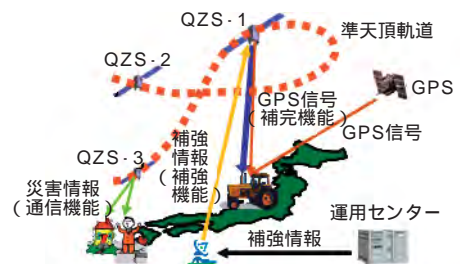 QZS-1
準天頂軌道
QZS-2
GPS
GPS信号
（補完機能）
GPS信号
補強
情報
（補強
機能）
QZS-3
災害情報
（通信機能）
運用センター
補強情報